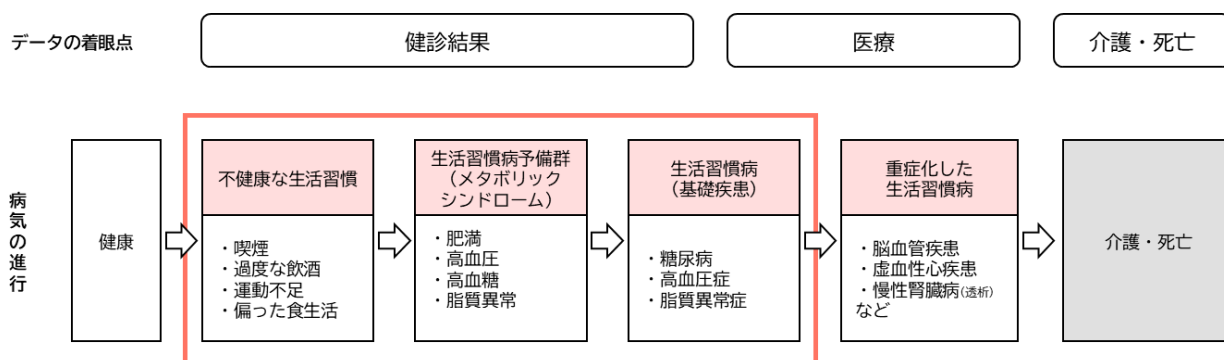 データの着眼点
健診結果
医療
介護・死亡
病気の進行
健康
不健康な生活習慣
・喫煙
・過度な飲酒
・運動不足
・偏った食生活
生活習慣病予備群
（メタボリック
シンドローム）
・肥満
・高血圧
・高血糖
・脂質異常
生活習慣病
（基礎疾患）
・糖尿病
・高血圧症
・脂質異常症
重症化した
生活習慣病
・脳血管疾患
・虚血性心疾患
・慢性腎臓病(透析)
など
介護・死亡